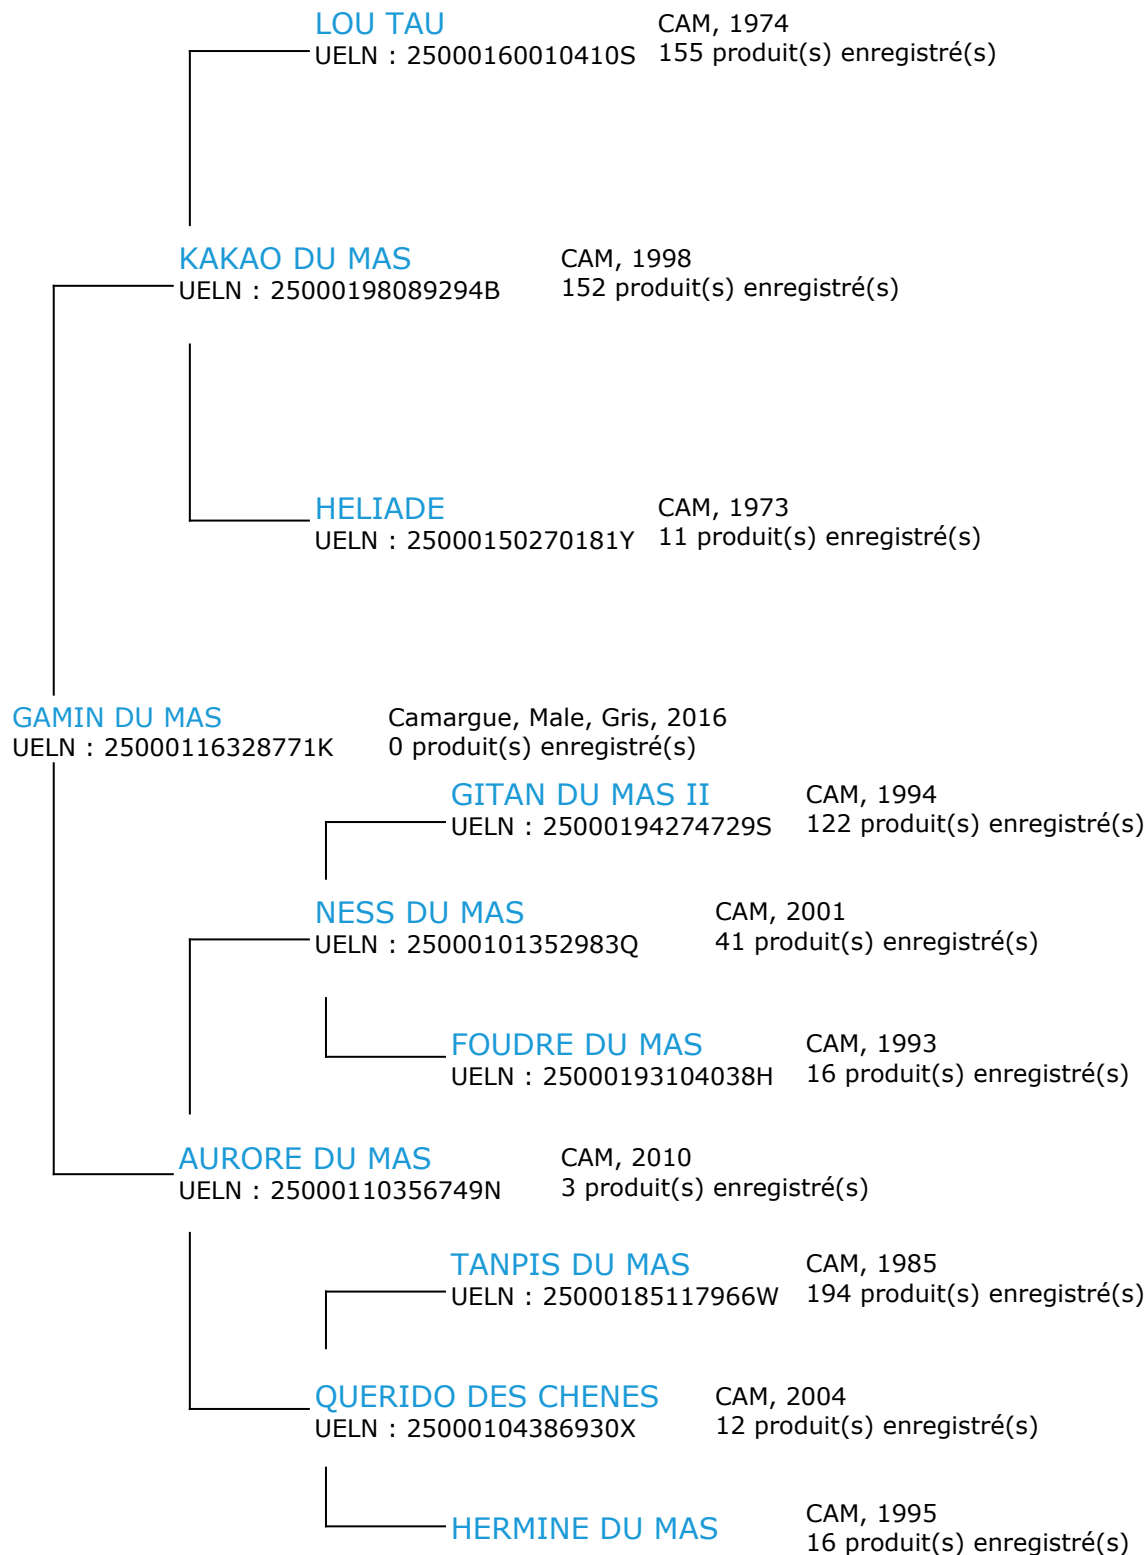 LOU TAU
UELN : 25000160010410S
CAM, 1974
155 produit(s) enregistré(s)
KAKAO DU MAS
UELN : 25000198089294B
CAM, 1998
152 produit(s) enregistré(s)
HELIADE
UELN : 25000150270181Y
CAM, 1973
11 produit(s) enregistré(s)
GAMIN DU MAS
UELN : 25000116328771K
Camargue, Male, Gris, 2016
0 produit(s) enregistré(s)
GITAN DU MAS II
UELN : 25000194274729S
CAM, 1994
122 produit(s) enregistré(s)
NESS DU MAS
UELN : 25000101352983Q
CAM, 2001
41 produit(s) enregistré(s)
FOUDRE DU MAS
UELN : 25000193104038H
CAM, 1993
16 produit(s) enregistré(s)
AURORE DU MAS
UELN : 25000110356749N
CAM, 2010
3 produit(s) enregistré(s)
TANPIS DU MAS
UELN : 25000185117966W
CAM, 1985
194 produit(s) enregistré(s)
QUERIDO DES CHENES
UELN : 25000104386930X
CAM, 2004
12 produit(s) enregistré(s)
HERMINE DU MAS
CAM, 1995
16 produit(s) enregistré(s)